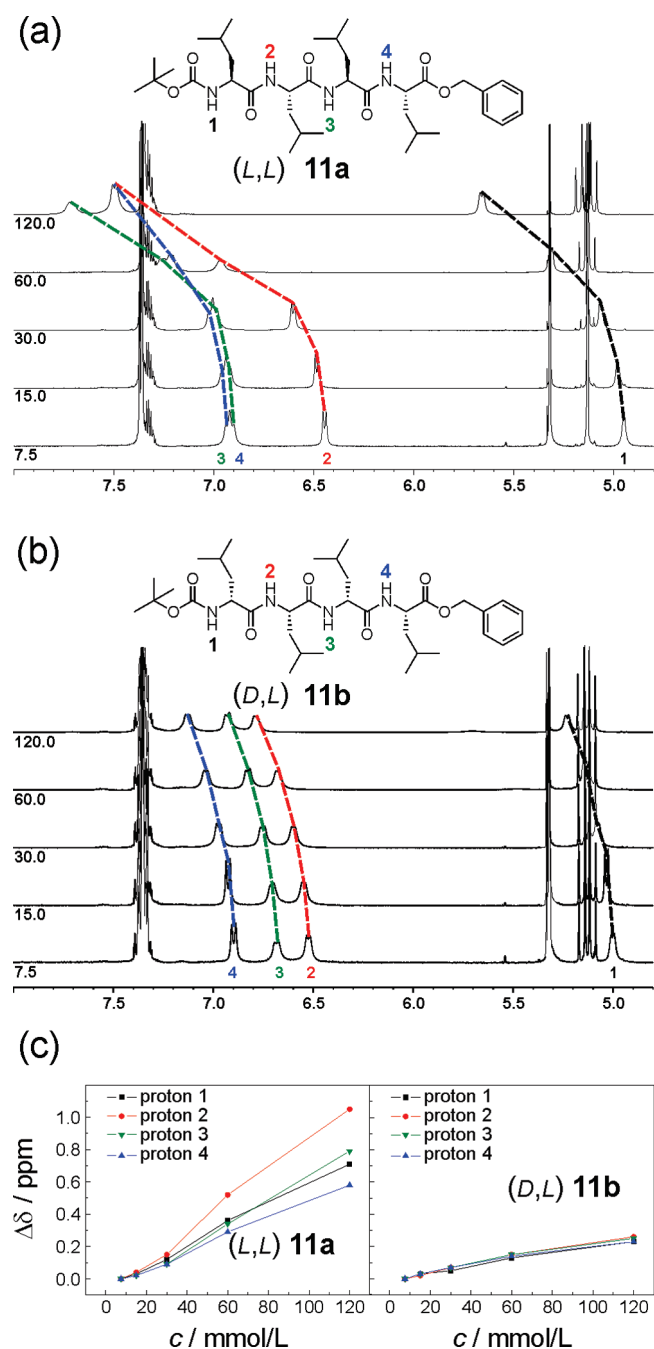 (a)
2
4
H
N
O
H
N
O
O
N
H
O
N
H
O
O
1
3
(L,L) 11a
120.0
60.0
30.0
15.0
7.5
3 4 2 1
7.5 7.0 6.5 6.0 5.5 5.0
(b)
2
4
H
N
O
H
N
O
O
N
H
O
N
H
O
O
1
3
(D,L) 11b
120.0
60.0
30.0
15.0
7.5
4 3 2 1
7.5 7.0 6.5 6.0 5.5 5.0
(c)
Δδ / ppm
1.0
0.8
0.6
0.4
0.2
0.0
proton 1
proton 2
proton 3
proton 4
(L,L) 11a
0 20 40 60 80 100 120
c / mmol/L
proton 1
proton 2
proton 3
proton 4
(D,L) 11b
0 20 40 60 80 100 120
c / mmol/L